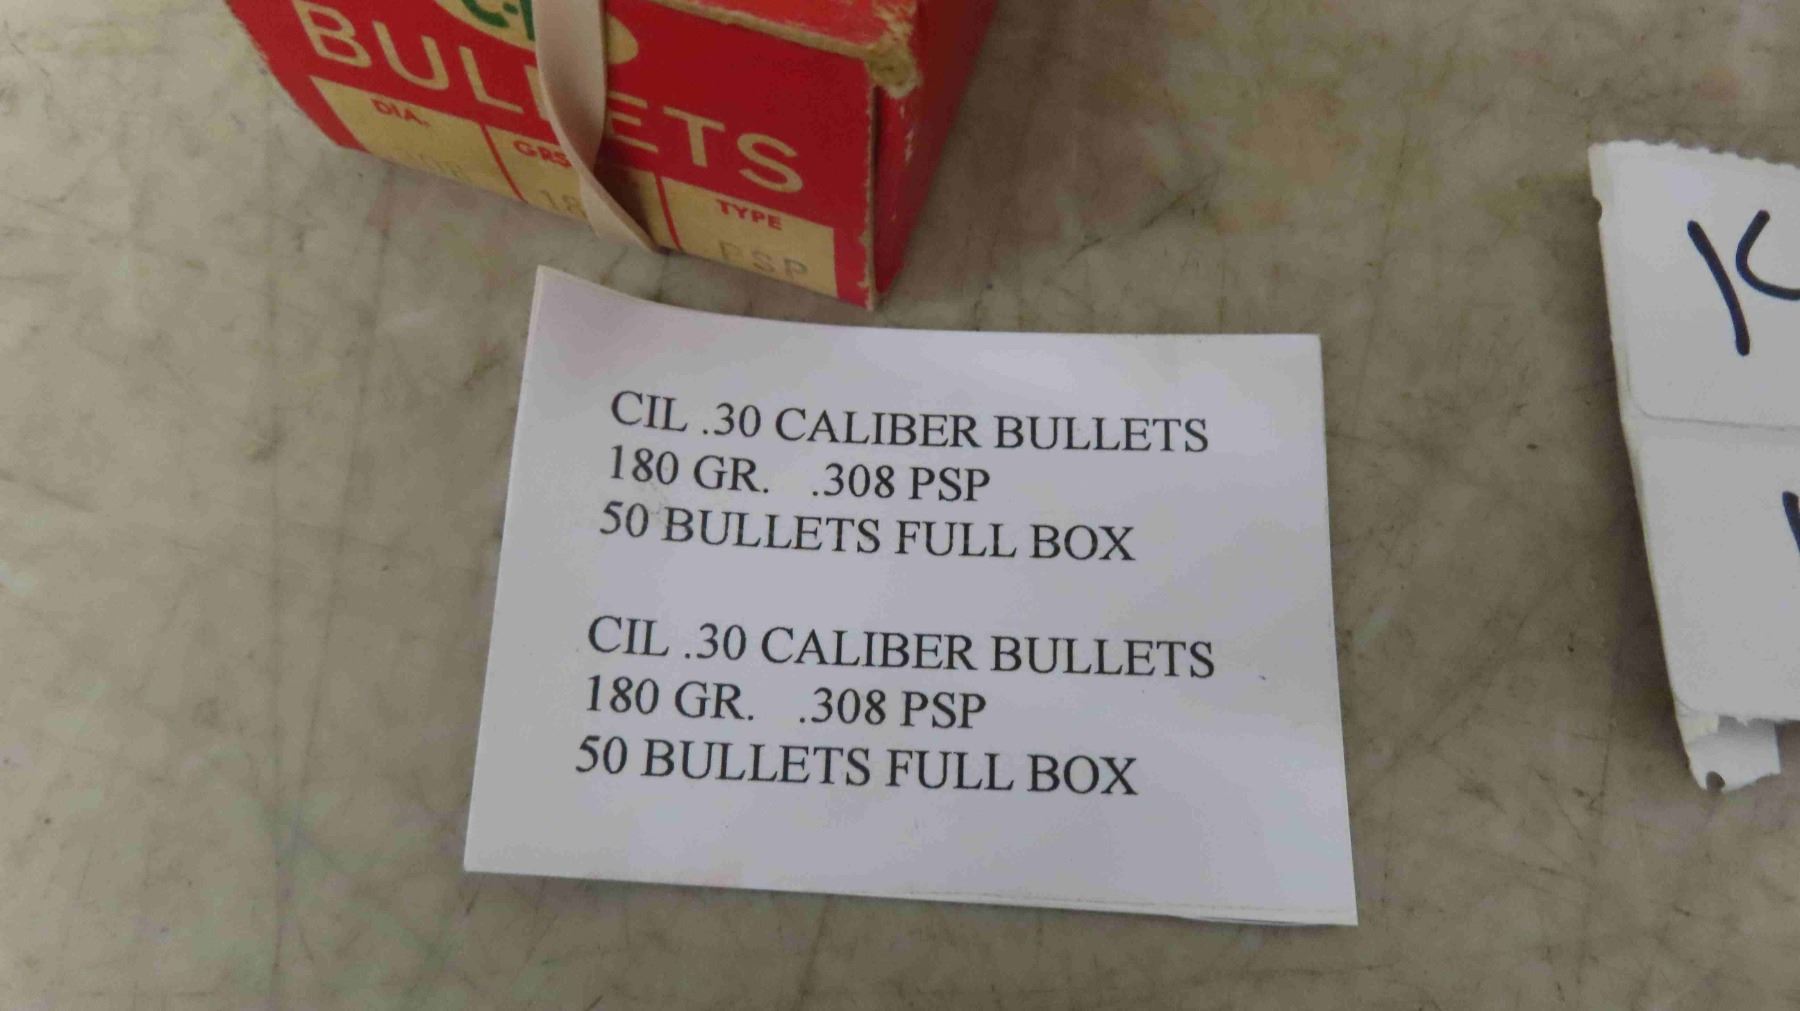 BULLETS
DIA. GRS TYPE
18 PSP
CIL .30 CALIBER BULLETS
180 GR. .308 PSP
50 BULLETS FULL BOX
CIL .30 CALIBER BULLETS
180 GR. .308 PSP
50 BULLETS FULL BOX
K